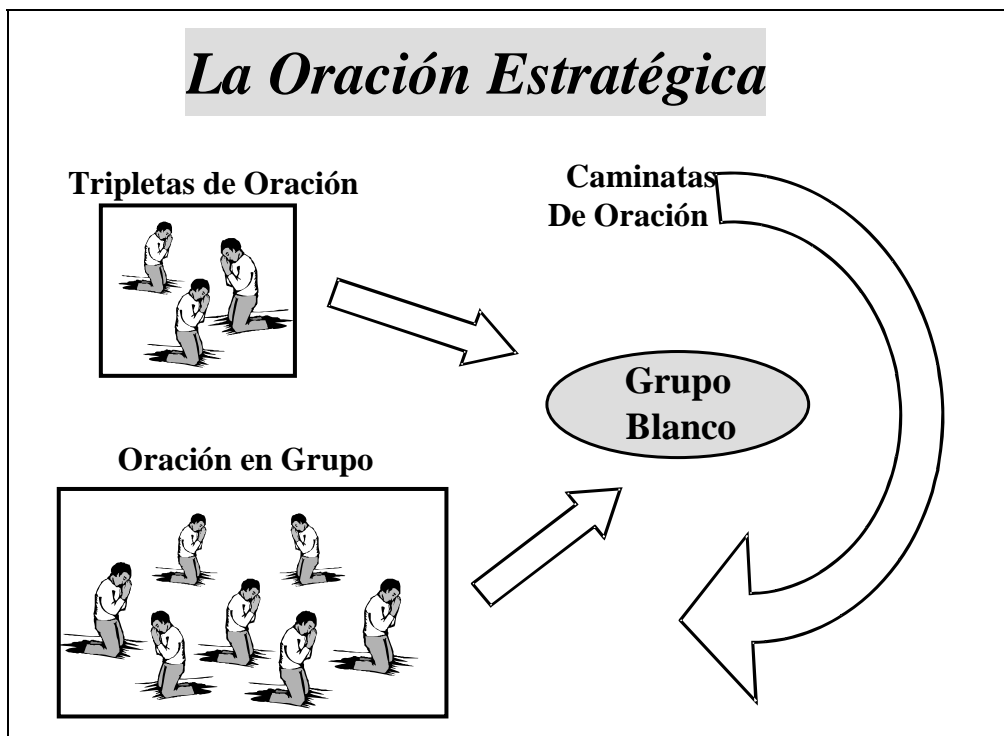 La Oración Estratégica
Tripletas de Oración
Caminatas
De Oración
Grupo
Blanco
Oración en Grupo